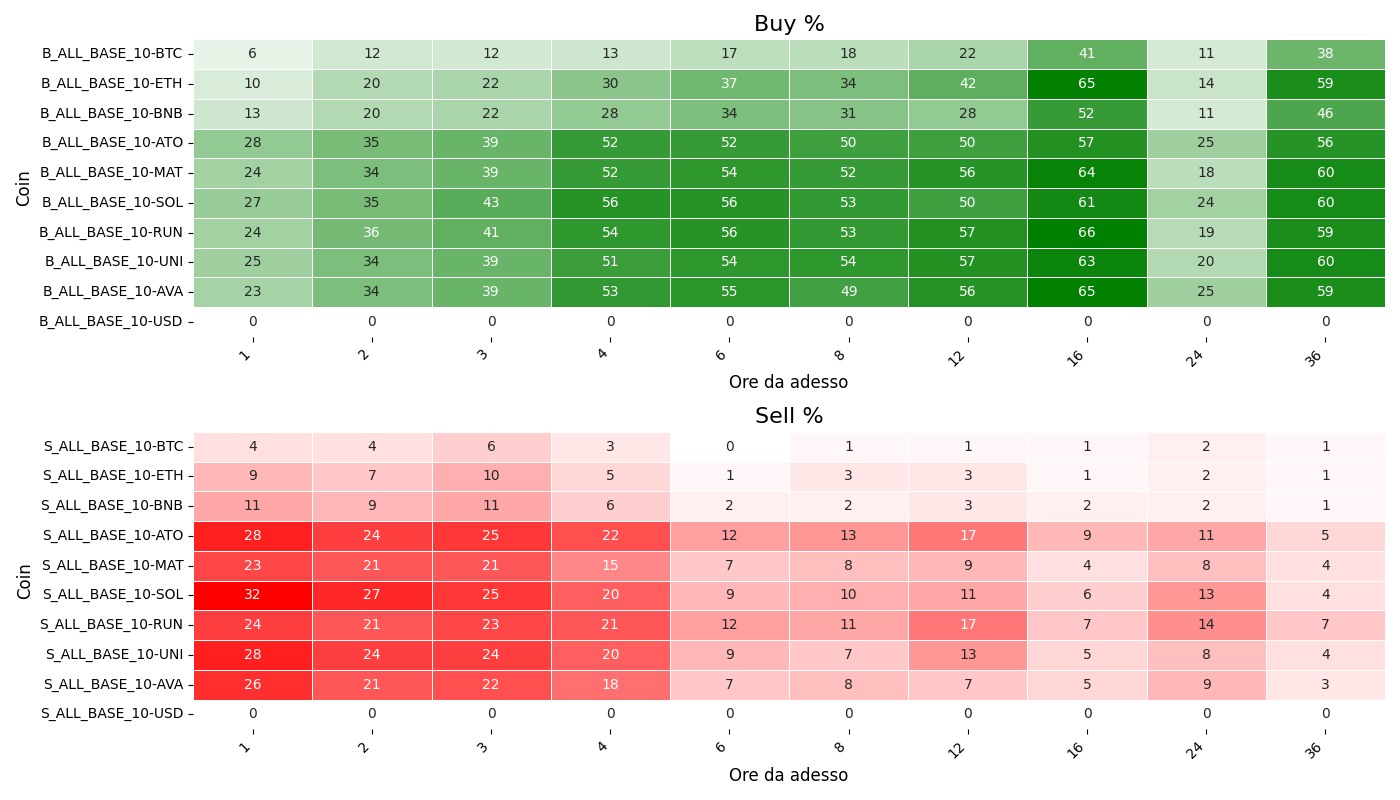 Buy %
Coin
B_ALL_BASE_10-BTC 6 12 12 13 17 18 22 41 11 38
B_ALL_BASE_10-ETH 10 20 22 30 37 34 42 65 14 59
B_ALL_BASE_10-BNB 13 20 22 28 34 31 28 52 11 46
B_ALL_BASE_10-ATO 28 35 39 52 52 50 50 57 25 56
B_ALL_BASE_10-MAT 24 34 39 52 54 52 56 64 18 60
B_ALL_BASE_10-SOL 27 35 43 56 56 53 50 61 24 60
B_ALL_BASE_10-RUN 24 36 41 54 56 53 57 66 19 59
B_ALL_BASE_10-UNI 25 34 39 51 54 54 57 63 20 60
B_ALL_BASE_10-AVA 23 34 39 53 55 49 56 65 25 59
B_ALL_BASE_10-USD 0 0 0 0 0 0 0 0 0 0
1 2 3 4 6 8 12 16 24 36
Ore da adesso
Sell %
Coin
S_ALL_BASE_10-BTC 4 4 6 3 0 1 1 1 2 1
S_ALL_BASE_10-ETH 9 7 10 5 1 3 3 1 2 1
S_ALL_BASE_10-BNB 11 9 11 6 2 2 3 2 2 1
S_ALL_BASE_10-ATO 28 24 25 22 12 13 17 9 11 5
S_ALL_BASE_10-MAT 23 21 21 15 7 8 9 4 8 4
S_ALL_BASE_10-SOL 32 27 25 20 9 10 11 6 13 4
S_ALL_BASE_10-RUN 24 21 23 21 12 11 17 7 14 7
S_ALL_BASE_10-UNI 28 24 24 20 9 7 13 5 8 4
S_ALL_BASE_10-AVA 26 21 22 18 7 8 7 5 9 3
S_ALL_BASE_10-USD 0 0 0 0 0 0 0 0 0 0
1 2 3 4 6 8 12 16 24 36
Ore da adesso